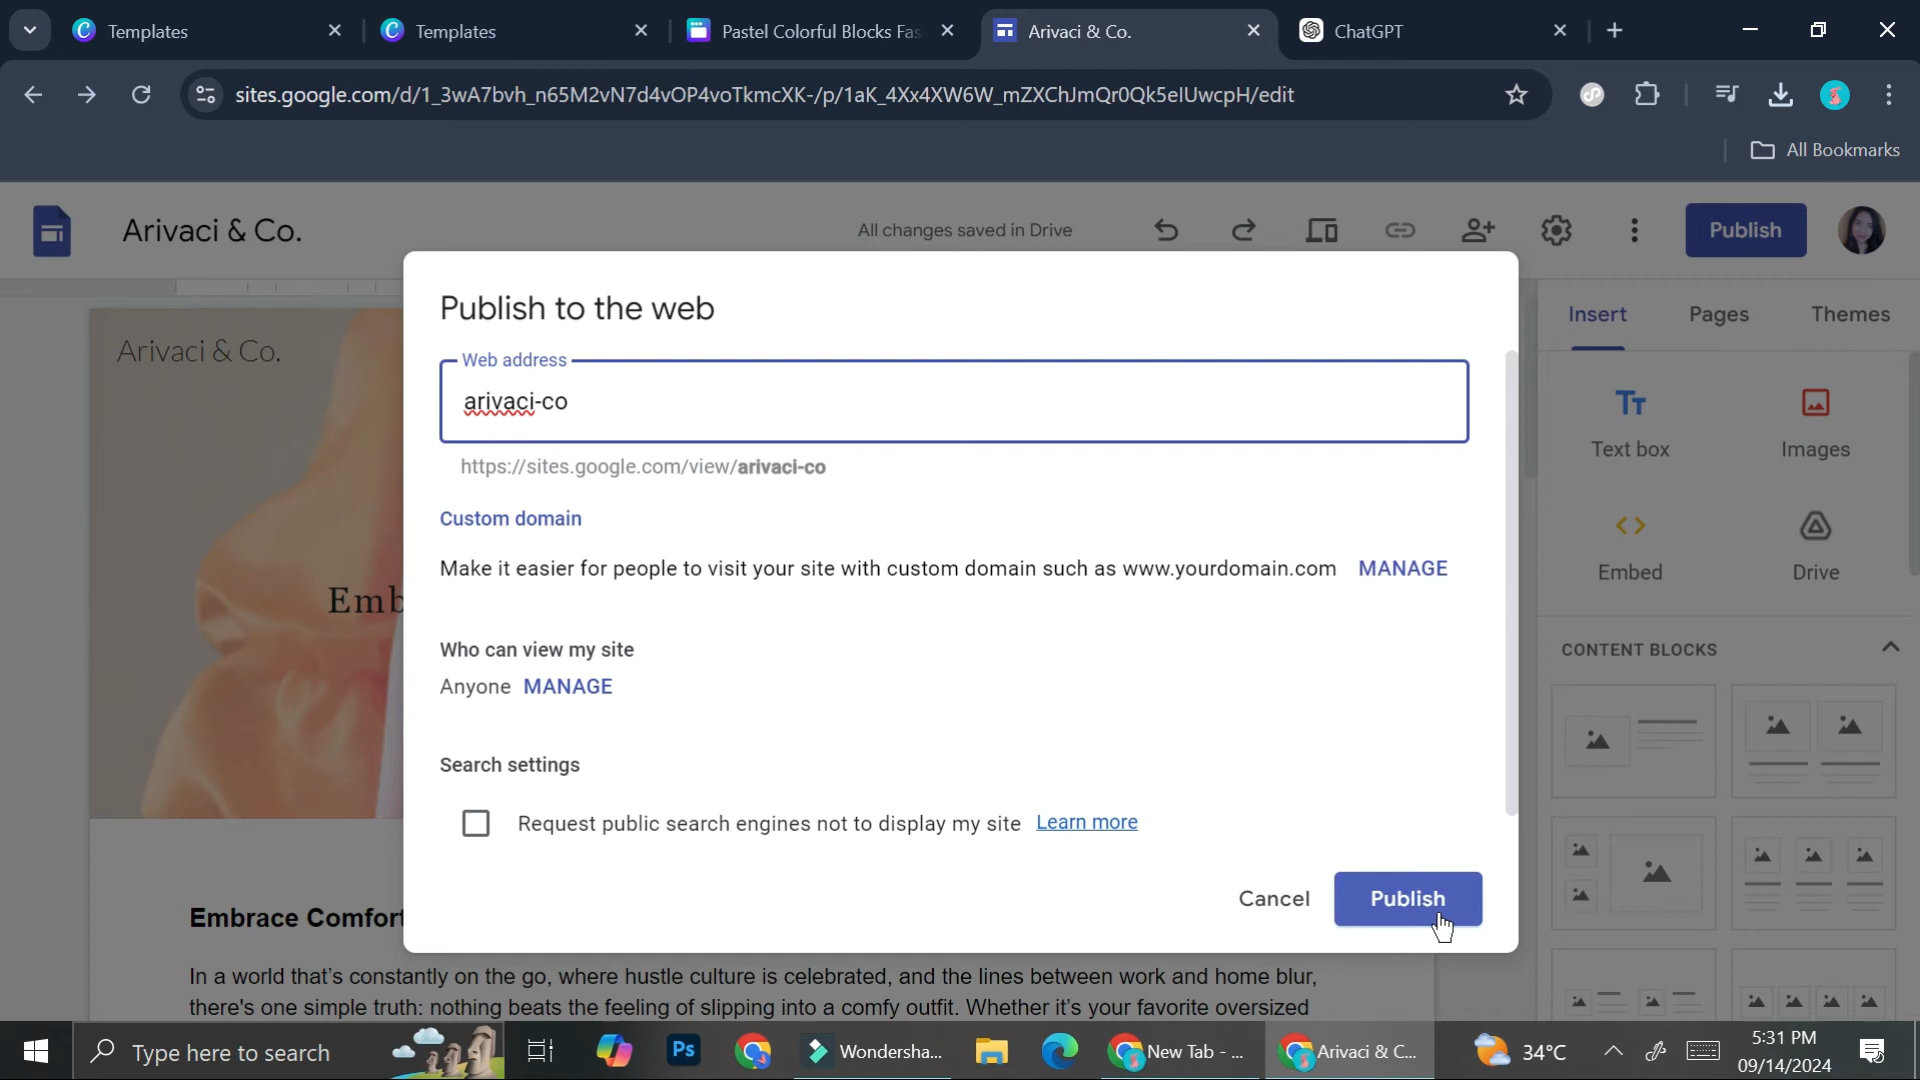 Templates
Templates
Pastel Colorful Blocks Fas
Arivaci & Co.
ChatGPT
sites.google.com/d/1_3wA7bvh_n65M2vN7d4vOP4voTkmcXK-/p/1aK_4Xx4XW6W_mZXChJmQr0Qk5elUwcpH/edit
All Bookmarks
Arivaci & Co.
All changes saved in Drive
Publish
Arivaci & Co.
Emb
Publish to the web
Web address
arivaci-co
https://sites.google.com/view/arivaci-co
Custom domain
Make it easier for people to visit your site with custom domain such as www.yourdomain.com MANAGE
Who can view my site
Anyone MANAGE
Search settings
Request public search engines not to display my site Learn more
Cancel
Publish
Insert
Pages
Themes
Text box
Images
Embed
Drive
CONTENT BLOCKS
Embrace Comfort
In a world that's constantly on the go, where hustle culture is celebrated, and the lines between work and home blur,
there's one simple truth: nothing beats the feeling of slipping into a comfy outfit. Whether it's your favorite oversized
Type here to search
Ps
Wondersha...
New Tab - ...
Arivaci & C...
34°C
5:31 PM
09/14/2024